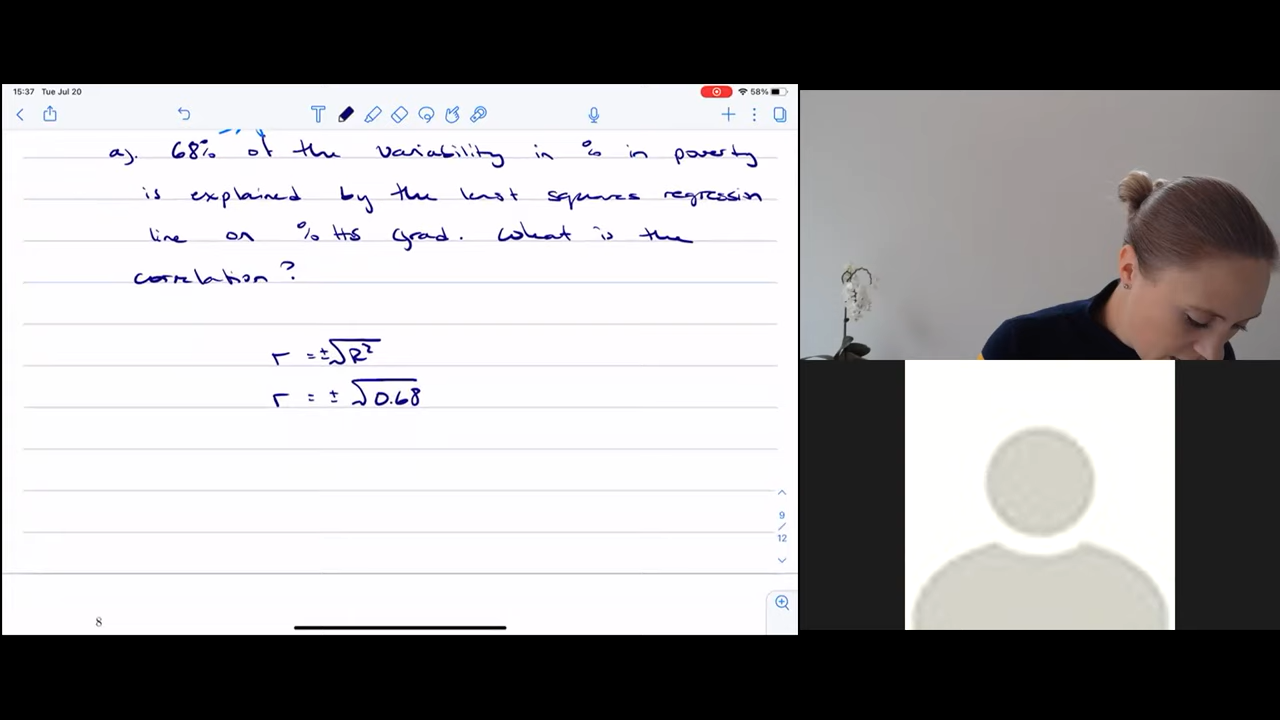 15:37 Tue Jul 20
58%
a). 68% of the variability in % in poverty
is explained by the least squares regression
line on % HS grad. What is the
correlation?
r = ±√R²
r = ± √0.68
9
/
12
8